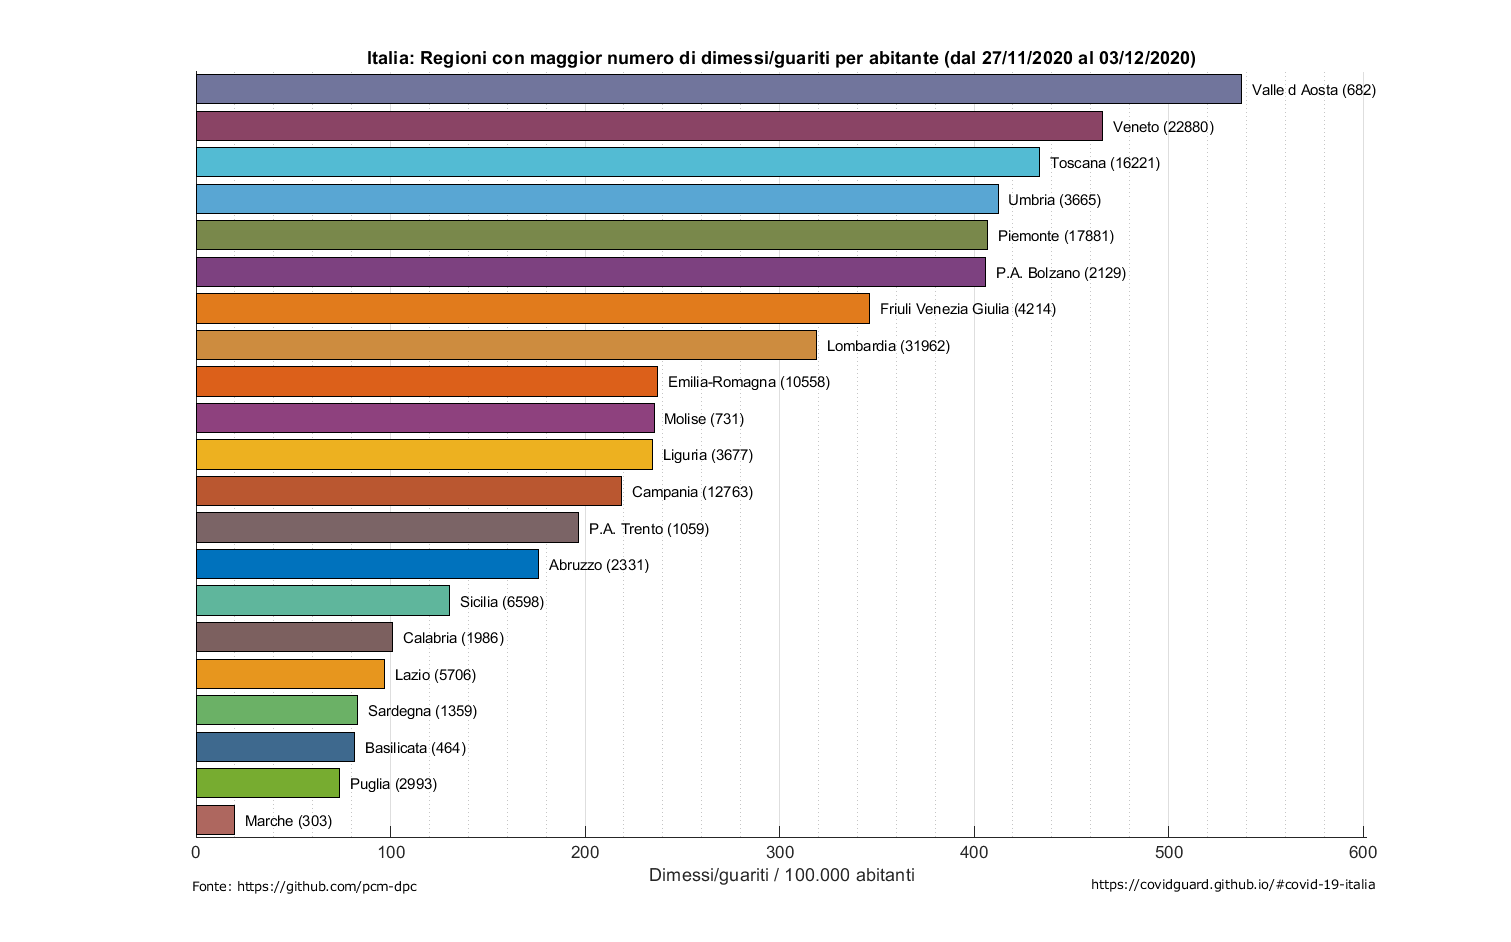 Italia: Regioni con maggior numero di dimessi/guariti per abitante (dal 27/11/2020 al 03/12/2020)
Valle d Aosta (682)
Veneto (22880)
Toscana (16221)
Umbria (3665)
Piemonte (17881)
P.A. Bolzano (2129)
Friuli Venezia Giulia (4214)
Lombardia (31962)
Emilia-Romagna (10558)
Molise (731)
Liguria (3677)
Campania (12763)
P.A. Trento (1059)
Abruzzo (2331)
Sicilia (6598)
Calabria (1986)
Lazio (5706)
Sardegna (1359)
Basilicata (464)
Puglia (2993)
Marche (303)
0 100 200 300 400 500 600
Dimessi/guariti / 100.000 abitanti
Fonte: https://github.com/pcm-dpc
https://covidguard.github.io/#covid-19-italia